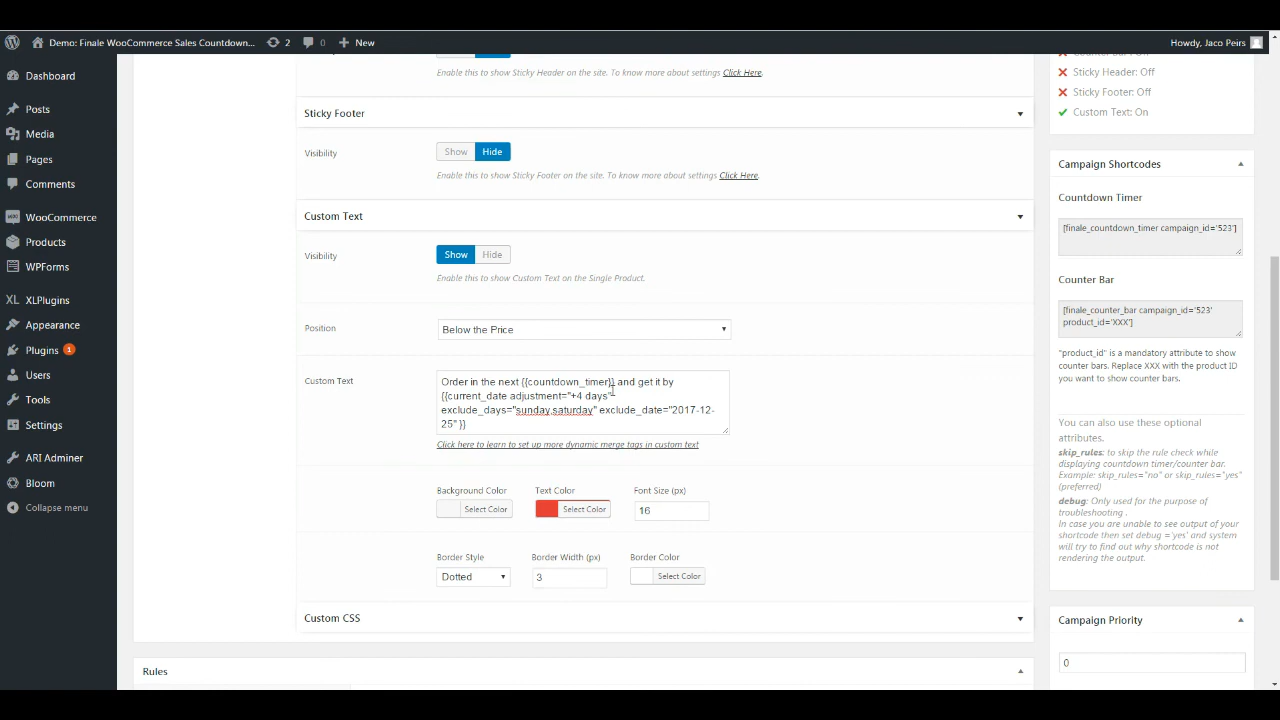 Demo: Finale WooCommerce Sales Countdown...
2
0
New
Howdy, Jaco Peirs
Dashboard
Posts
Media
Pages
Comments
WooCommerce
Products
WPForms
XLPlugins
Appearance
Plugins 1
Users
Tools
Settings
ARI Adminer
Bloom
Collapse menu
Enable this to show Sticky Header on the site. To know more about settings Click Here.
Sticky Footer
Visibility
Show Hide
Enable this to show Sticky Footer on the site. To know more about settings Click Here.
Custom Text
Visibility
Show Hide
Enable this to show Custom Text on the Single Product.
Position
Below the Price
Custom Text
Order in the next {{countdown_timer}} and get it by
{{current_date adjustment="+4 days"
exclude_days="sunday,saturday" exclude_date="2017-12-
25" }}
Click here to learn to set up more dynamic merge tags in custom text
Background Color
Select Color
Text Color
Select Color
Font Size (px)
16
Border Style
Dotted
Border Width (px)
3
Border Color
Select Color
Custom CSS
Rules
Sticky Header: Off
Sticky Footer: Off
Custom Text: On
Campaign Shortcodes
Countdown Timer
[finale_countdown_timer campaign_id='523']
Counter Bar
[finale_counter_bar campaign_id='523'
product_id='XXX']
"product_id" is a mandatory attribute to show
counter bars. Replace XXX with the product ID
you want to show counter bars.
You can also use these optional
attributes.
skip_rules: to skip the rule check while
displaying countdown timer/counter bar.
Example: skip_rules="no" or skip_rules="yes"
(preferred)
debug: Only used for the purpose of
troubleshooting .
In case you are unable to see output of your
shortcode then set debug ='yes' and system
will try to find out why shortcode is not
rendering the output.
Campaign Priority
0